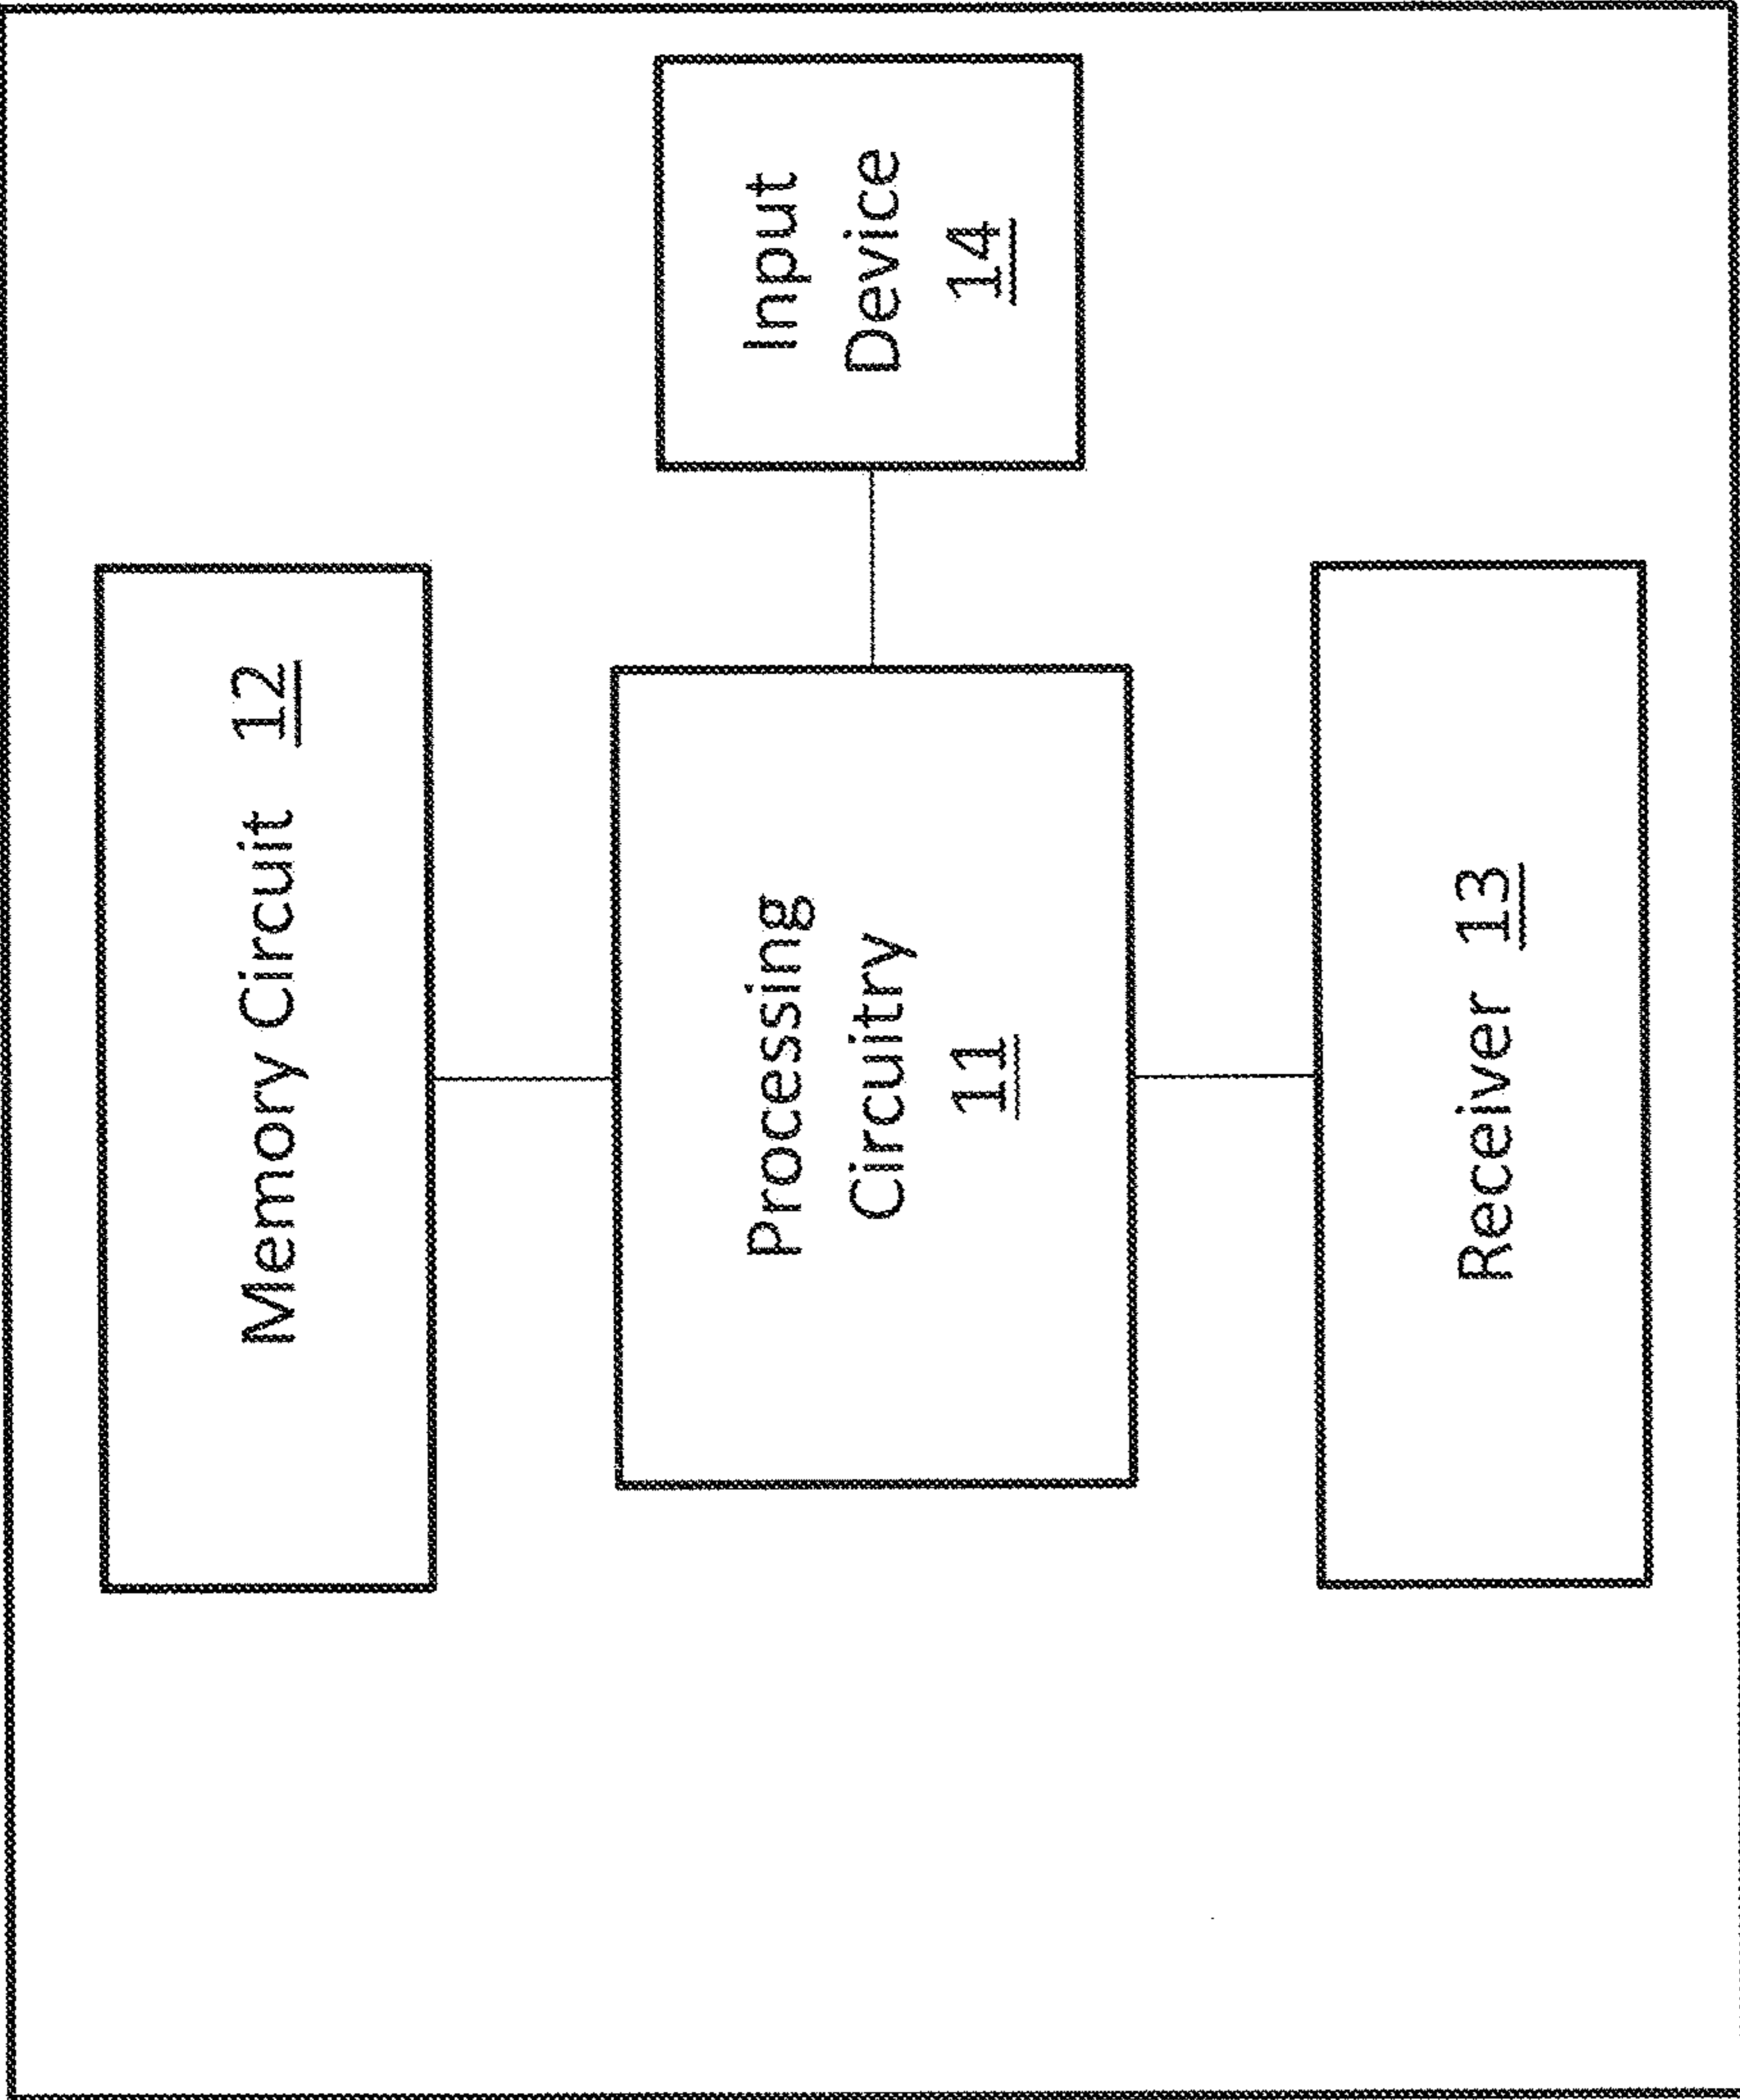 Memory Circuit 12
Processing
Circuitry
11
Input
Device
14
Receiver 13